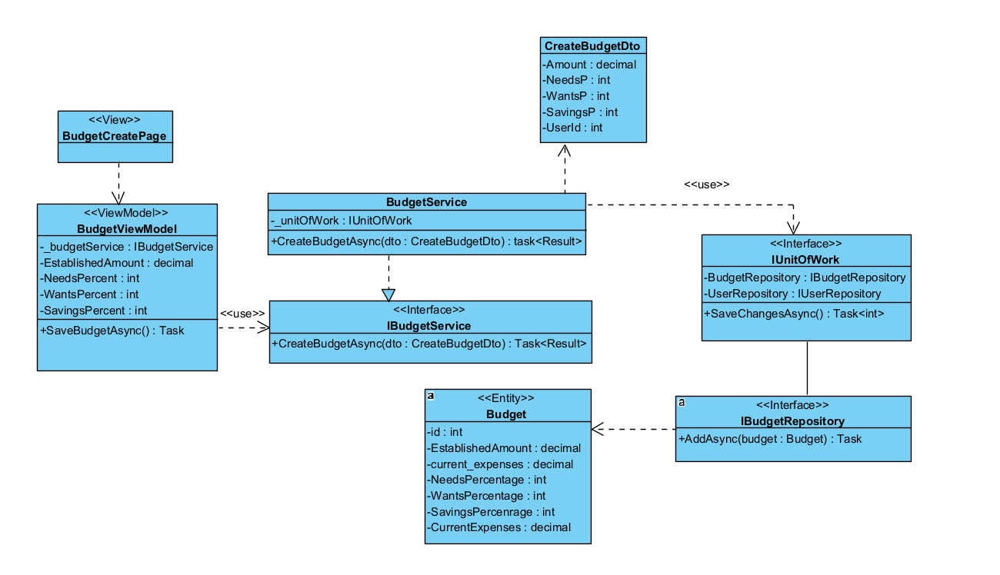 CreateBudgetDto
-Amount : decimal
-NeedsP : int
-WantsP : int
-SavingsP : int
-UserId : int
<<View>>
BudgetCreatePage
<<ViewModel>>
BudgetViewModel
-_budgetService : IBudgetService
-EstablishedAmount : decimal
-NeedsPercent : int
-WantsPercent : int
-SavingsPercent : int
+SaveBudgetAsync() : Task
<<use>>
BudgetService
-_unitOfWork : IUnitOfWork
+CreateBudgetAsync(dto : CreateBudgetDto) : task<Result>
<<use>>
<<Interface>>
IBudgetService
+CreateBudgetAsync(dto : CreateBudgetDto) : Task<Result>
<<Interface>>
IUnitOfWork
-BudgetRepository : IBudgetRepository
-UserRepository : IUserRepository
+SaveChangesAsync() : Task<int>
a
<<Entity>>
Budget
-id : int
-EstablishedAmount : decimal
-current_expenses : decimal
-NeedsPercentage : int
-WantsPercentage : int
-SavingsPercenrage : int
-CurrentExpenses : decimal
a
<<Interface>>
IBudgetRepository
+AddAsync(budget : Budget) : Task